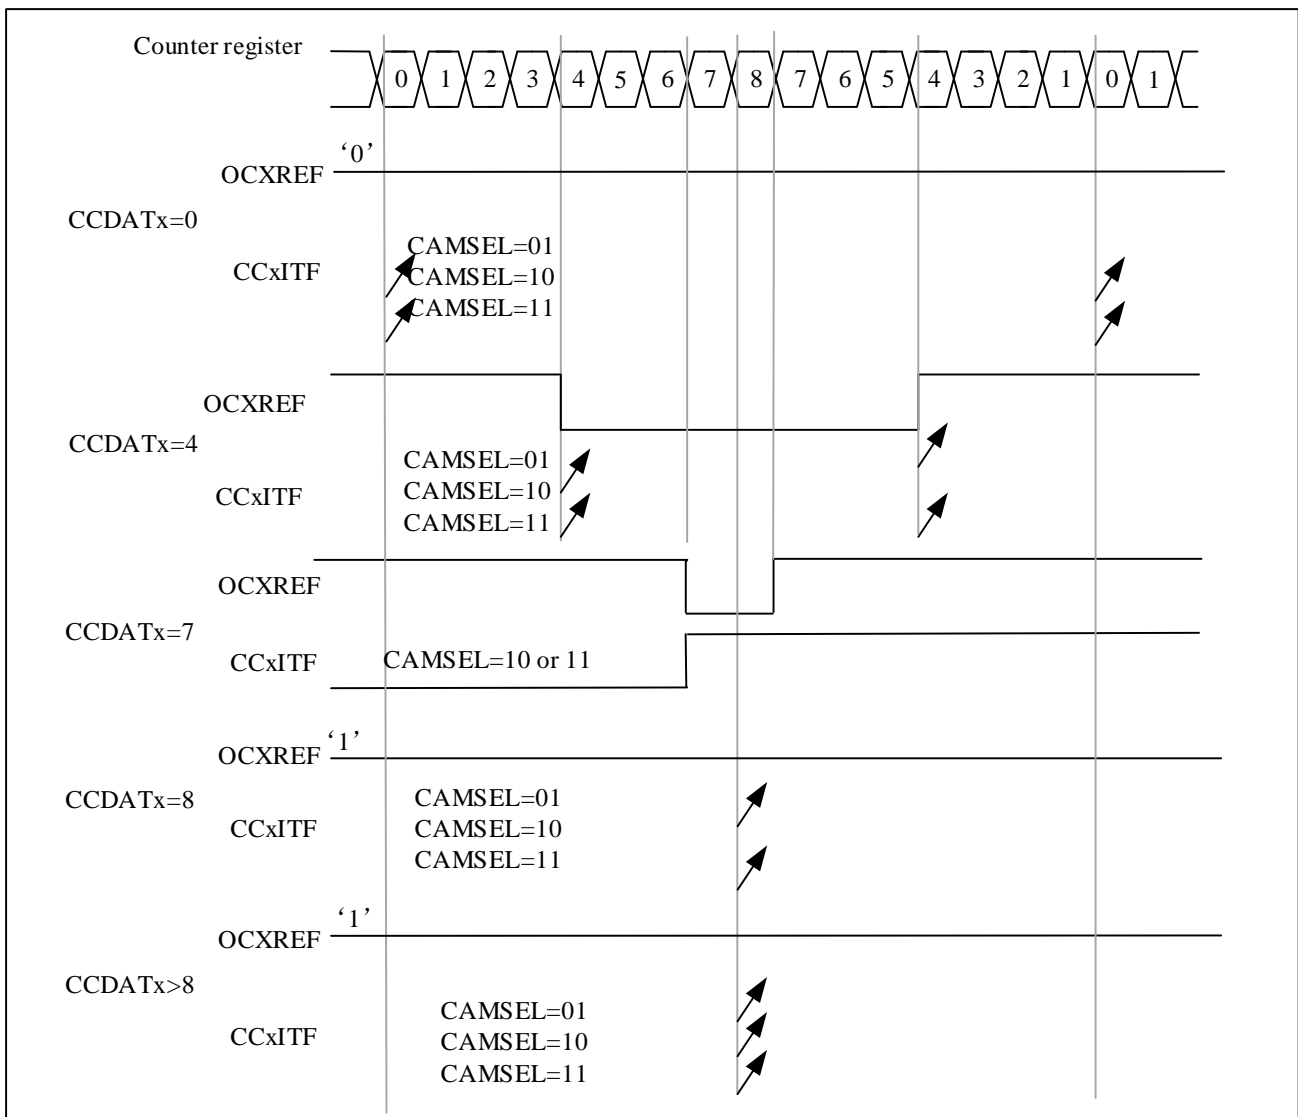 Counter register
0 1 2 3 4 5 6 7 8 7 6 5 4 3 2 1 0 1
‘0’
OCXREF
CCDATx=0
CAMSEL=01
CCxITF
CAMSEL=10
CAMSEL=11
OCXREF
CCDATx=4
CAMSEL=01
CAMSEL=10
CCxITF
CAMSEL=11
OCXREF
CCDATx=7
CCxITF
CAMSEL=10 or 11
‘1’
OCXREF
CCDATx=8
CAMSEL=01
CCxITF
CAMSEL=10
CAMSEL=11
‘1’
OCXREF
CCDATx>8
CAMSEL=01
CCxITF
CAMSEL=10
CAMSEL=11